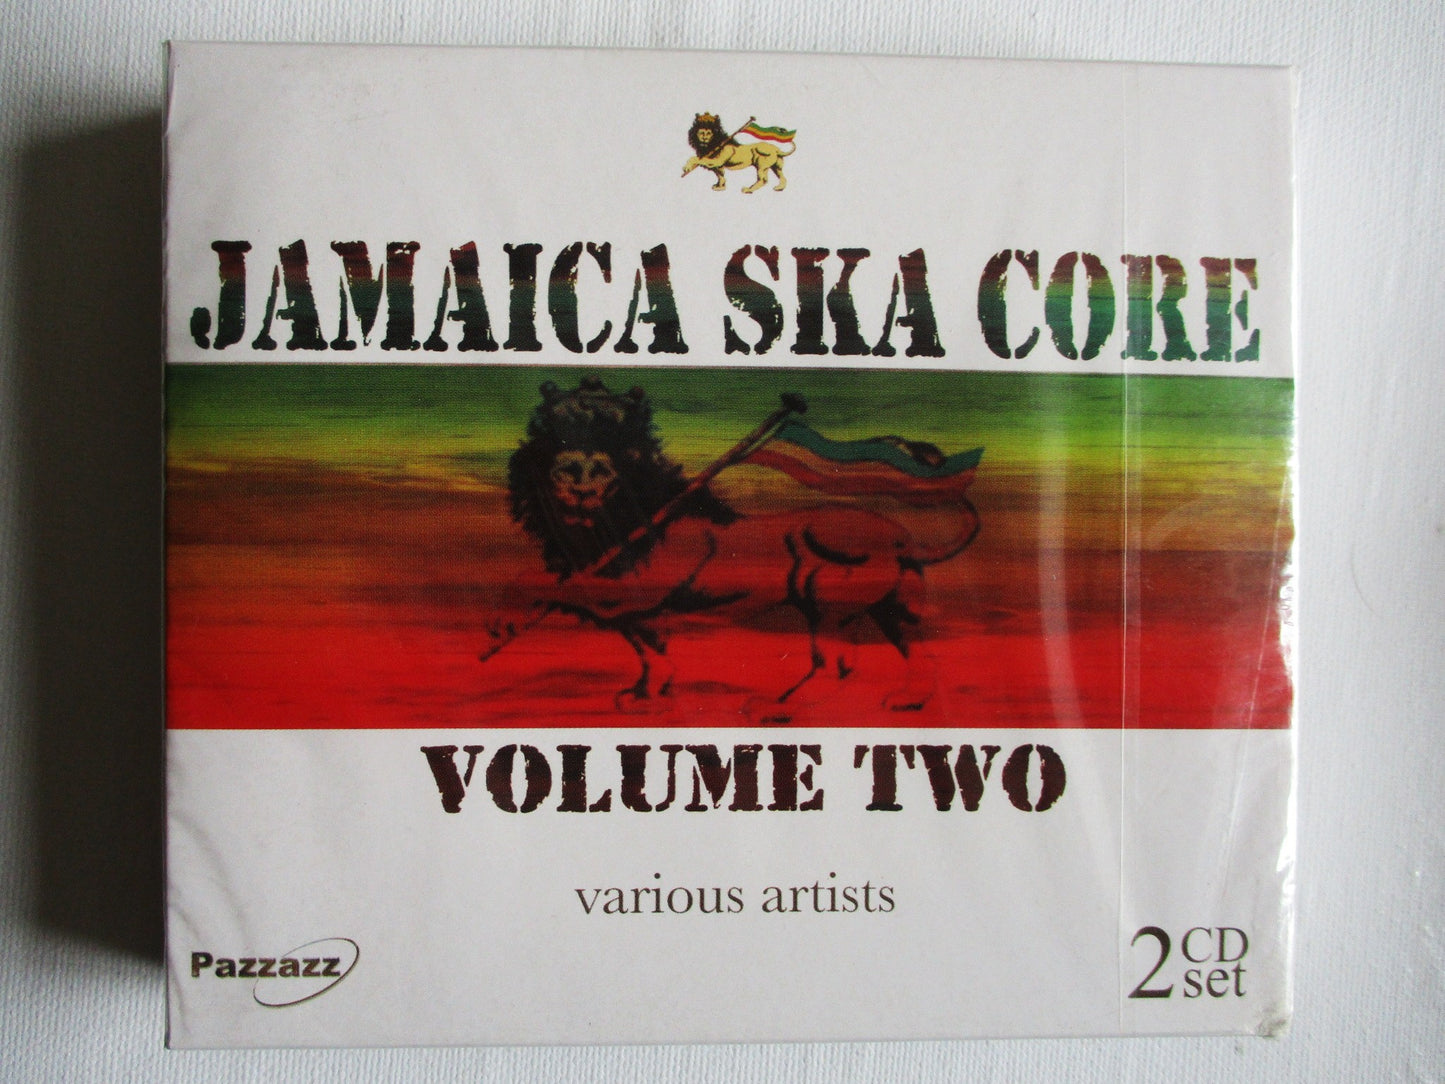 JAMAICA SKA CORE
VOLUME TWO
various artists
Pazzazz
2 CD set